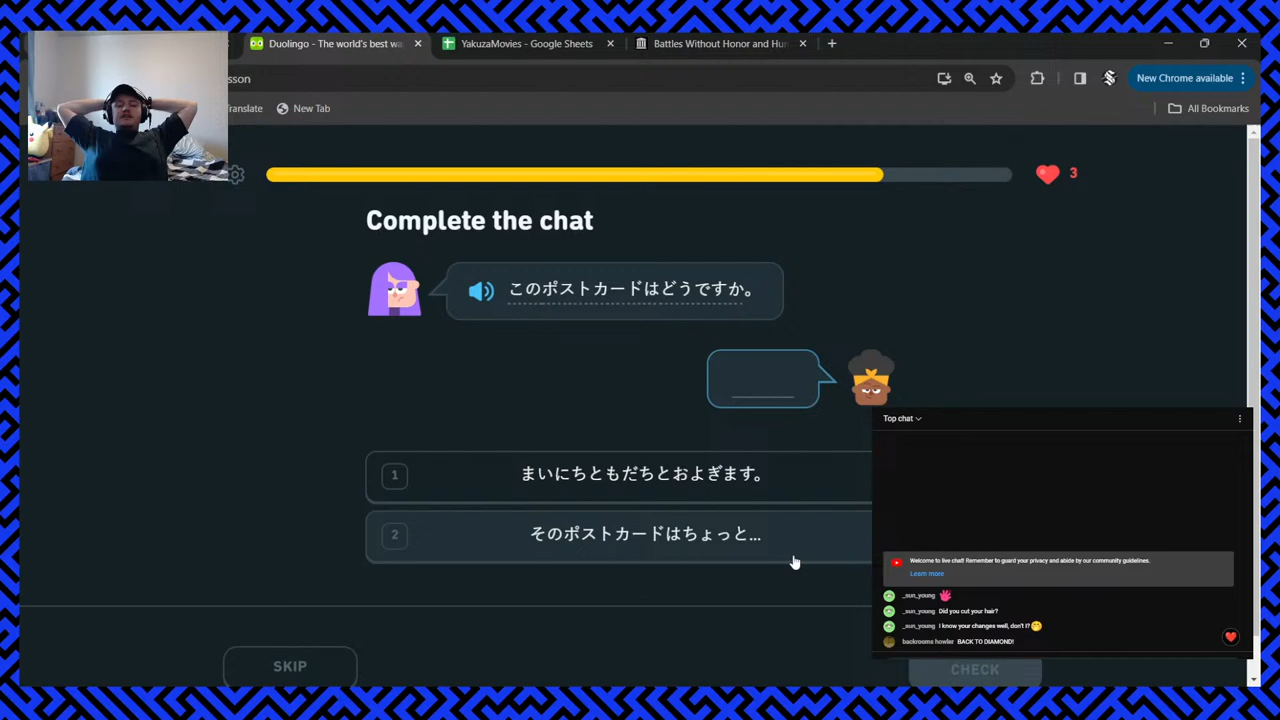 Duolingo - The world's best wa
YakuzaMovies - Google Sheets
Battles Without Honor and Hun
sson
New Chrome available
Translate
New Tab
All Bookmarks
3
Complete the chat
このポストカードはどうですか。
1 まいにちともだちとおよぎます。
2 そのポストカードはちょっと...
SKIP
CHECK
Top chat
Welcome to live chat! Remember to guard your privacy and abide by our community guidelines.
Learn more
_sun_young
_sun_young Did you cut your hair?
_sun_young I know your changes well, don't I?
backrooms howler BACK TO DIAMOND!